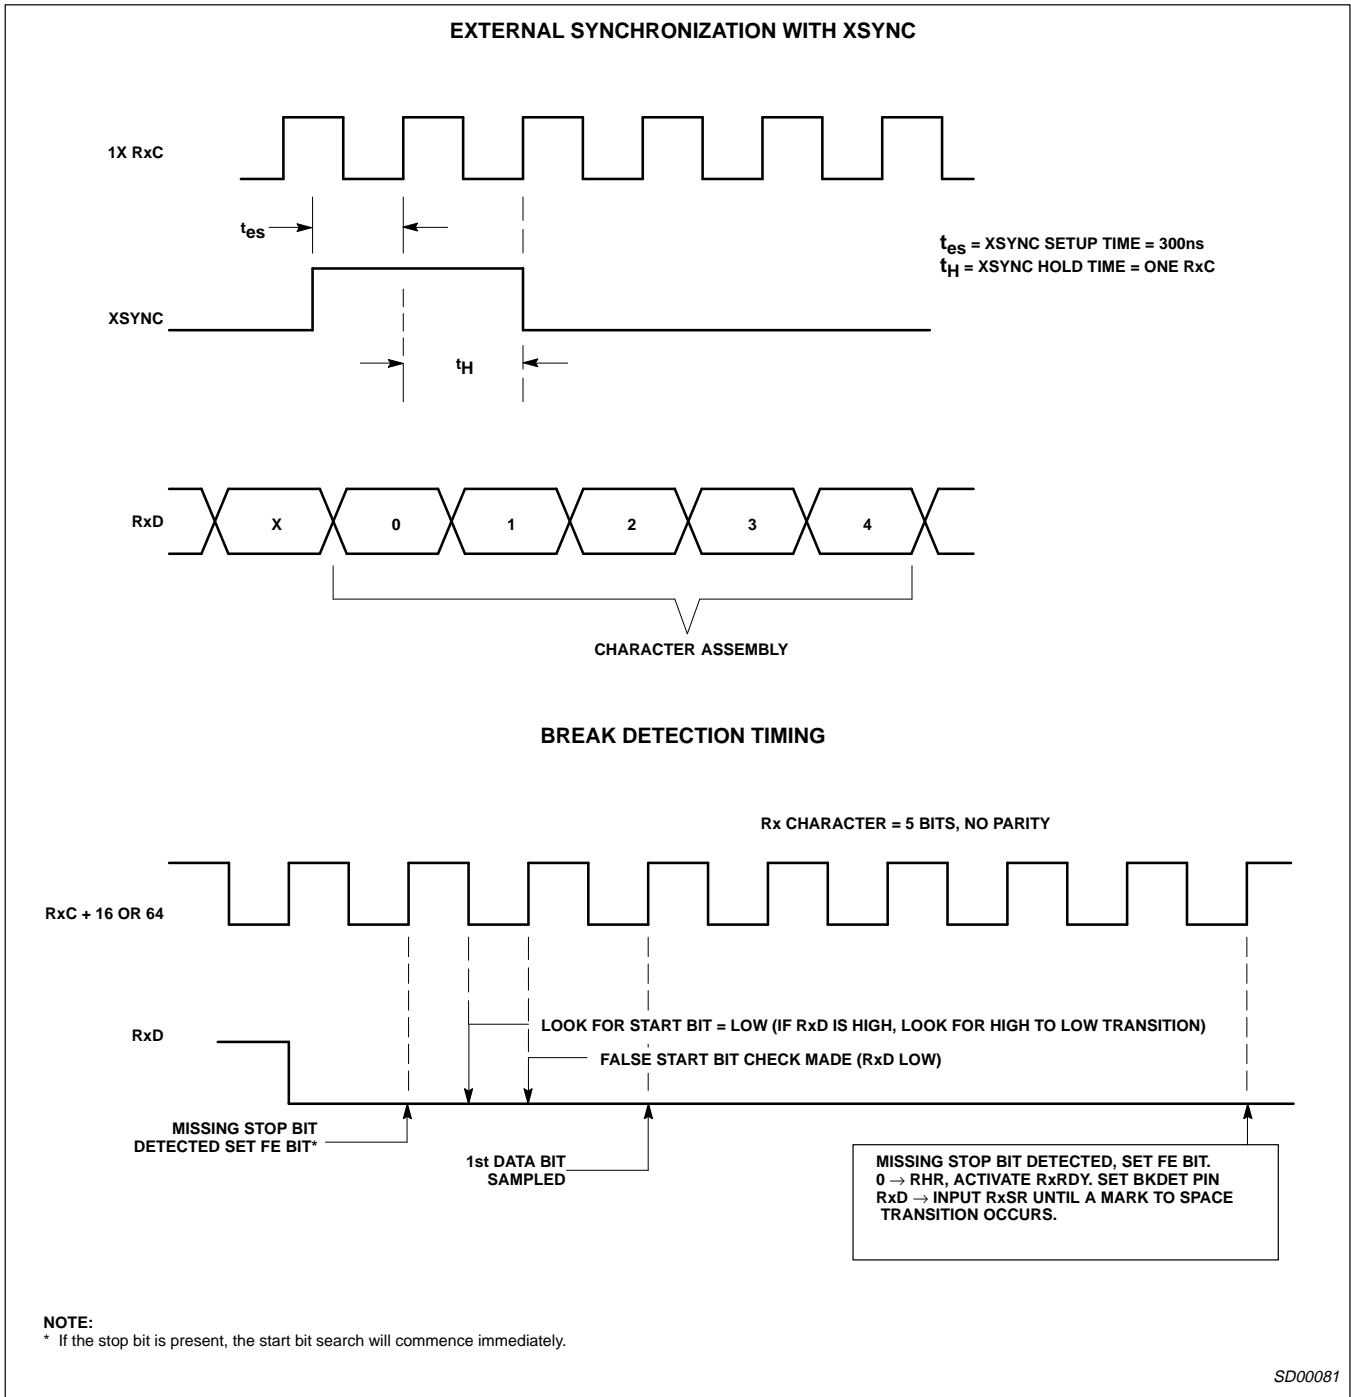 EXTERNAL SYNCHRONIZATION WITH XSYNC
1X RxC
tes
tes = XSYNC SETUP TIME = 300ns
tH = XSYNC HOLD TIME = ONE RxC
XSYNC
tH
RxD
X
0
1
2
3
4
CHARACTER ASSEMBLY
BREAK DETECTION TIMING
Rx CHARACTER = 5 BITS, NO PARITY
RxC + 16 OR 64
RxD
LOOK FOR START BIT = LOW (IF RxD IS HIGH, LOOK FOR HIGH TO LOW TRANSITION)
FALSE START BIT CHECK MADE (RxD LOW)
MISSING STOP BIT
DETECTED SET FE BIT*
1st DATA BIT
SAMPLED
MISSING STOP BIT DETECTED, SET FE BIT.
0 → RHR, ACTIVATE RxRDY. SET BKDET PIN
RxD → INPUT RxSR UNTIL A MARK TO SPACE
TRANSITION OCCURS.
NOTE:
* If the stop bit is present, the start bit search will commence immediately.
SD00081